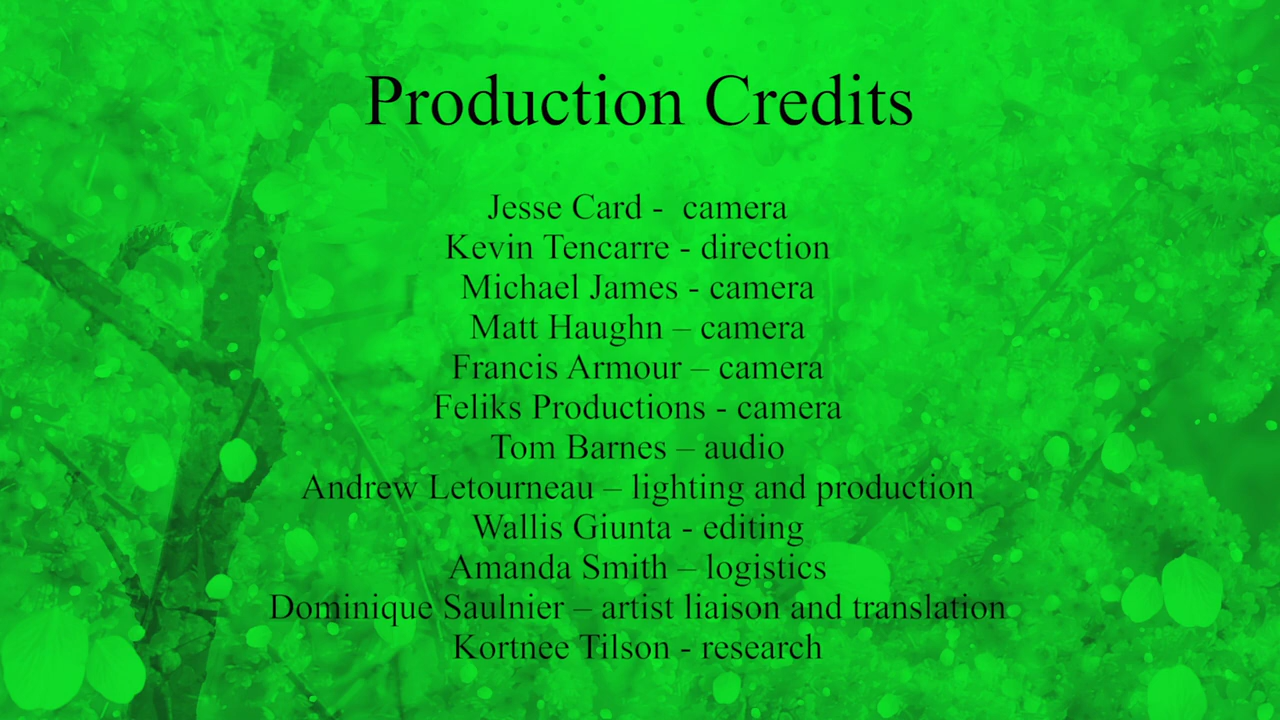 Production Credits
Jesse Card -  camera
Kevin Tencarre - direction
Michael James - camera
Matt Haughn – camera
Francis Armour – camera
Feliks Productions - camera
Tom Barnes – audio
Andrew Letourneau – lighting and production
Wallis Giunta - editing
Amanda Smith – logistics
Dominique Saulnier – artist liaison and translation
Kortnee Tilson - research